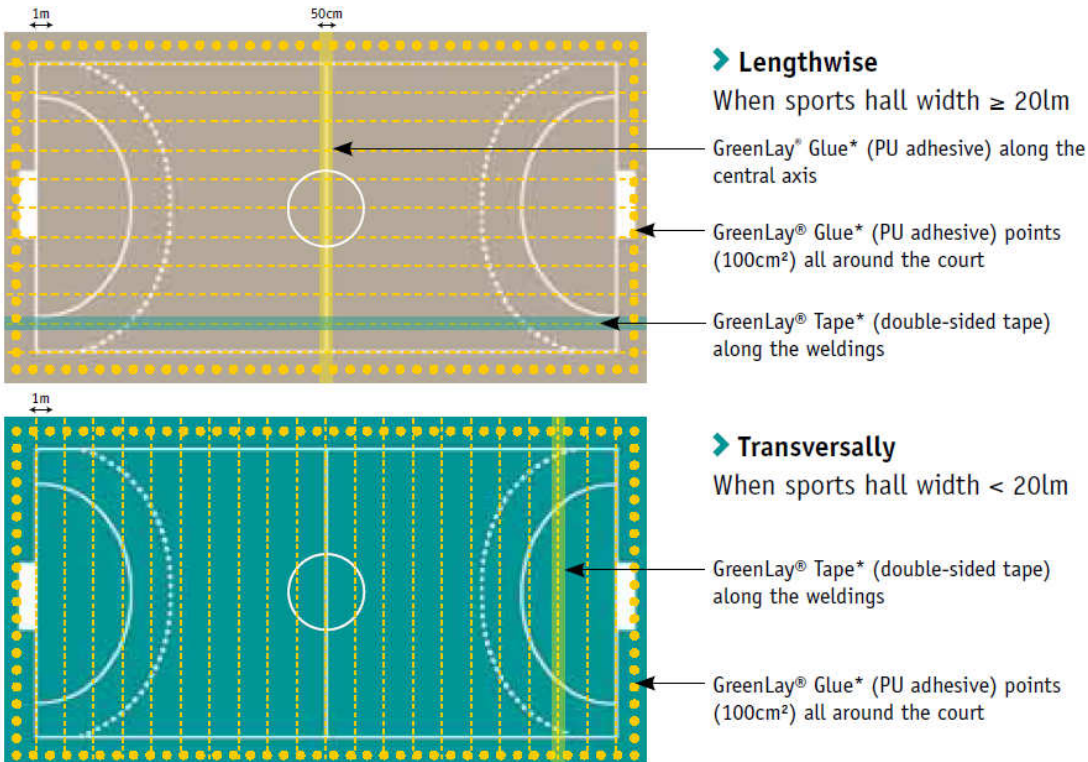 1m
50cm
Lengthwise
When sports hall width ≥ 20lm
GreenLay® Glue* (PU adhesive) along the
central axis
GreenLay® Glue* (PU adhesive) points
(100cm²) all around the court
GreenLay® Tape* (double-sided tape)
along the weldings
1m
Transversally
When sports hall width < 20lm
GreenLay® Tape* (double-sided tape)
along the weldings
GreenLay® Glue* (PU adhesive) points
(100cm²) all around the court